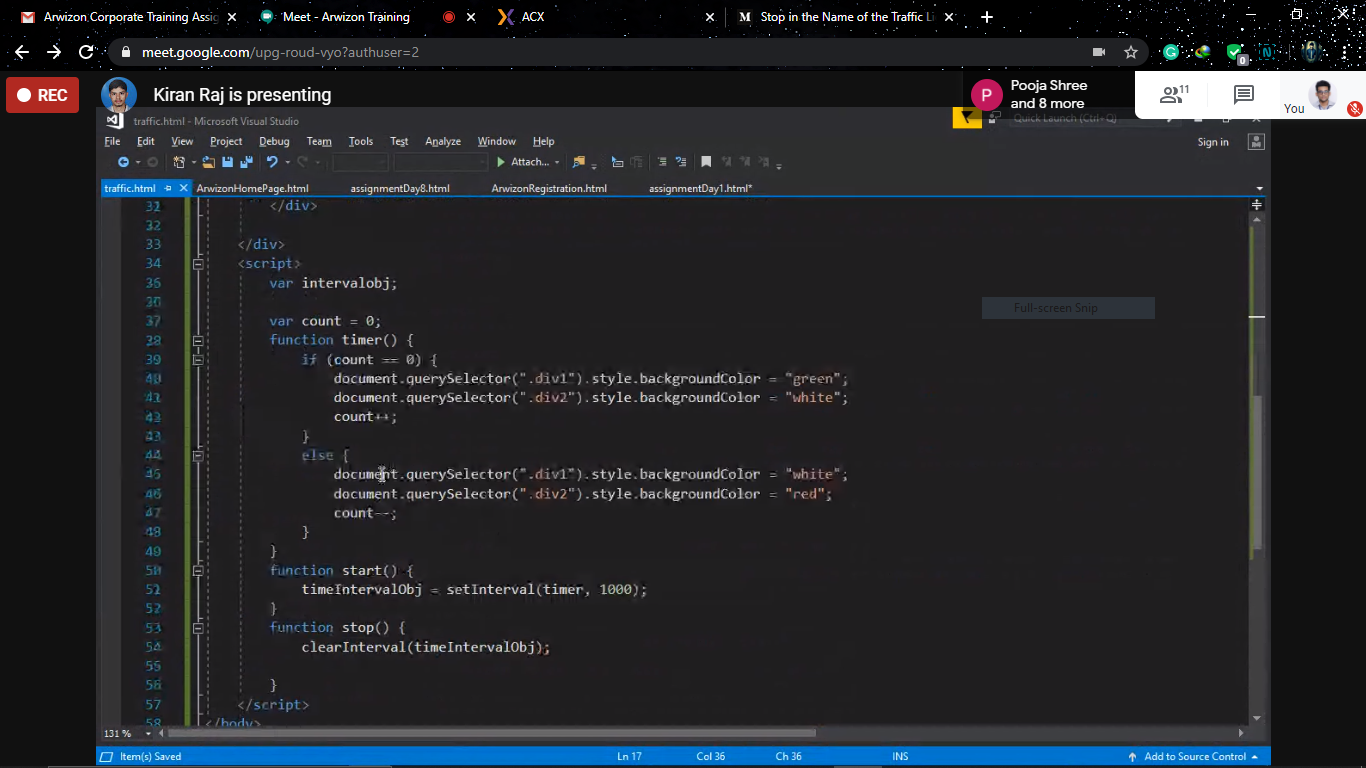 Arwizon Corporate Training Assig
Meet - Arwizon Training
ACX
Stop in the Name of the Traffic Li
meet.google.com/upg-roud-vyo?authuser=2
REC
Kiran Raj is presenting
P
Pooja Shree
and 8 more
11
You
traffic.html - Microsoft Visual Studio
Quick Launch (Ctrl+Q)
File Edit View Project Debug Team Tools Test Analyze Window Help
Sign in
Attach...
traffic.html ArwizonHomePage.html assignmentDay8.html ArwizonRegistration.html assignmentDay1.html*
31 </div>
32
33 </div>
34 <script>
35 var intervalobj;
36
37 var count = 0;
38 function timer() {
39 if (count == 0) {
40 document.querySelector(".div1").style.backgroundColor = "green";
41 document.querySelector(".div2").style.backgroundColor = "white";
42 count++;
43 }
44 else {
45 document.querySelector(".div1").style.backgroundColor = "white";
46 document.querySelector(".div2").style.backgroundColor = "red";
47 count--;
48 }
49 }
50 function start() {
51 timeIntervalObj = setInterval(timer, 1000);
52 }
53 function stop() {
54 clearInterval(timeIntervalObj);
55
56 }
57 </script>
58 </body>
Full-screen Snip
131 %
Item(s) Saved
Ln 17 Col 36 Ch 36 INS
Add to Source Control